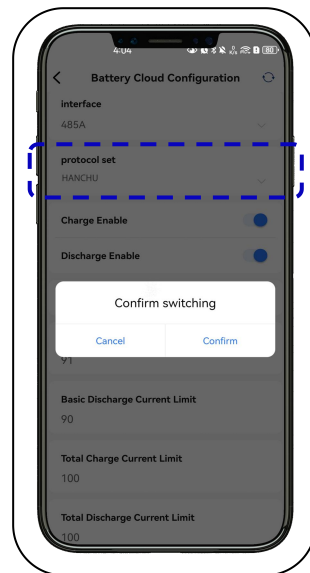 4:04
80
Battery Cloud Configuration
interface
485A
protocol set
HANCHU
Charge Enable
Discharge Enable
Confirm switching
Cancel Confirm
91
Basic Discharge Current Limit
90
Total Charge Current Limit
100
Total Discharge Current Limit
100